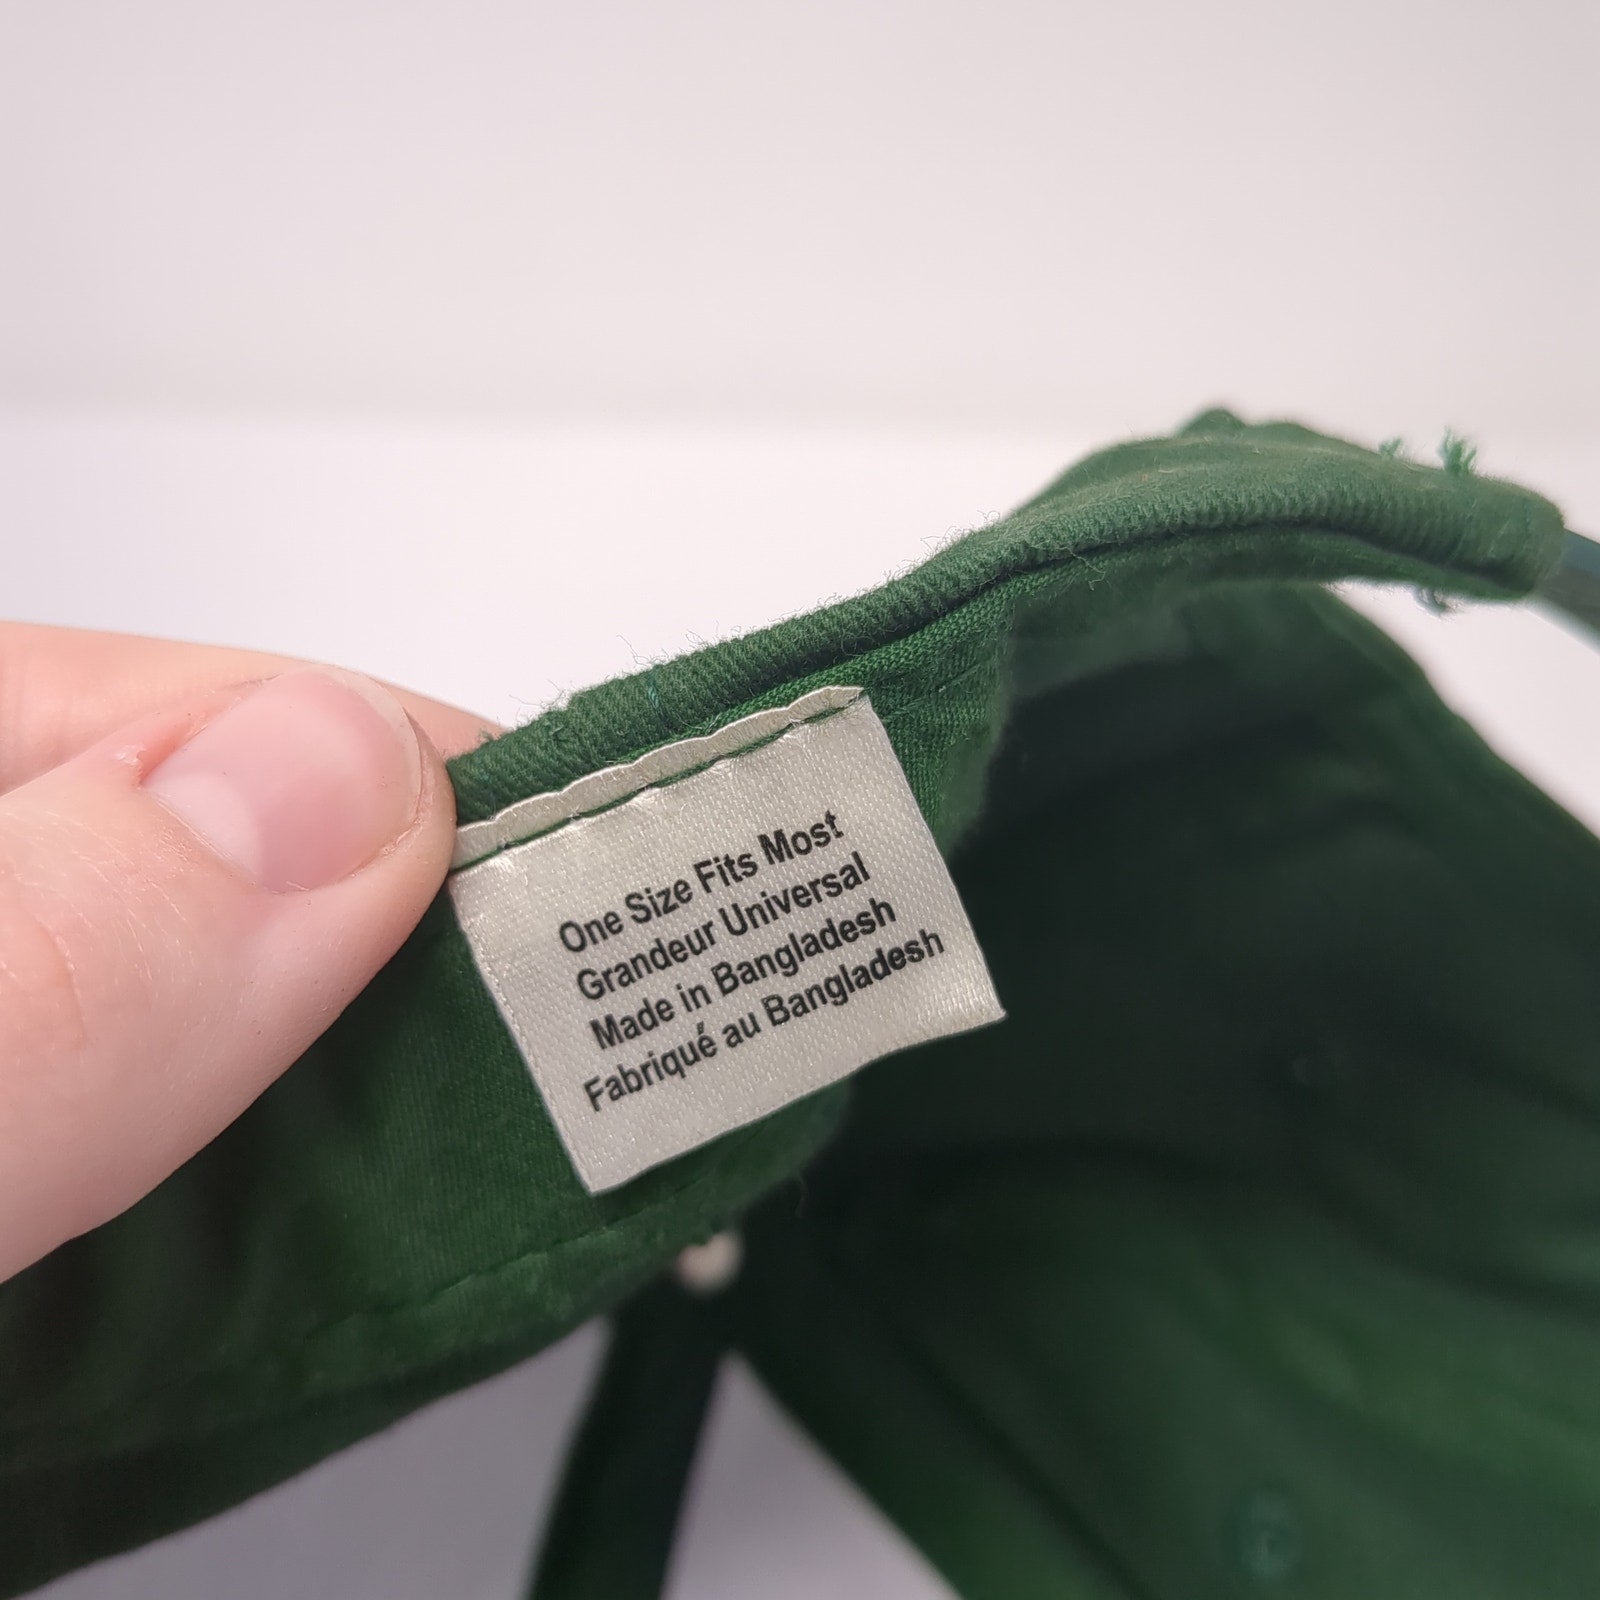 One Size Fits Most
Grandeur Universal
Made in Bangladesh
Fabriqué au Bangladesh